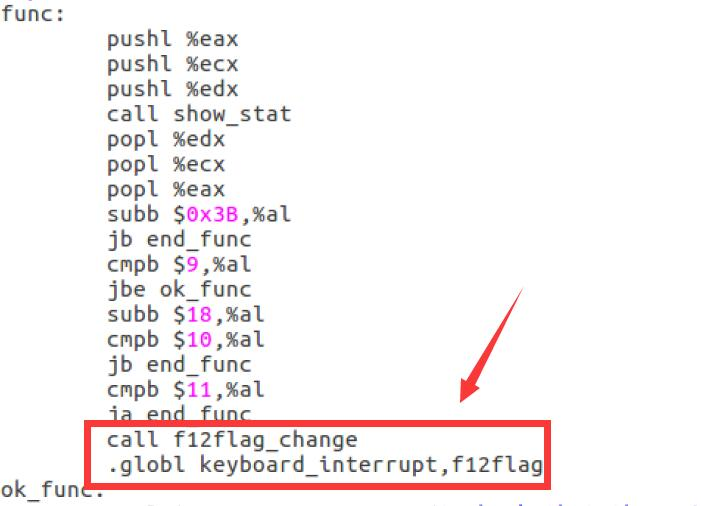 func:
pushl %eax
pushl %ecx
pushl %edx
call show_stat
popl %edx
popl %ecx
popl %eax
subb $0x3B,%al
jb end_func
cmpb $9,%al
jbe ok_func
subb $18,%al
cmpb $10,%al
jb end_func
cmpb $11,%al
ja end_func
call f12flag_change
.globl keyboard_interrupt,f12flag
ok_func: